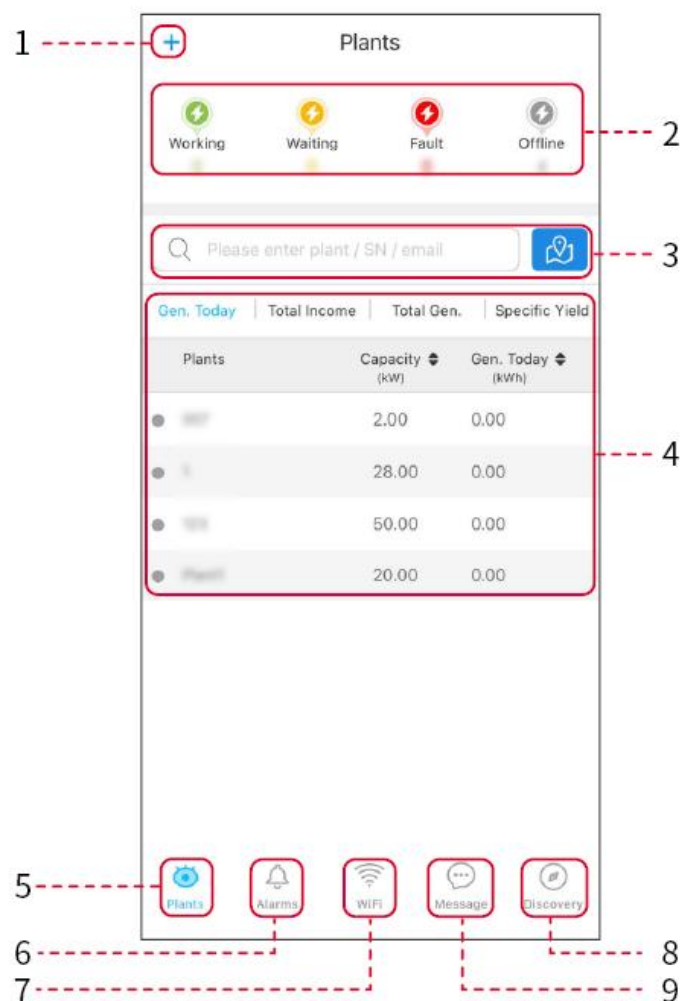 1
+
Plants
Working Waiting Fault Offline
2
Please enter plant / SN / email
3
Gen. Today Total Income Total Gen. Specific Yield
Plants Capacity Gen. Today
(kW) (kWh)
2.00 0.00
28.00 0.00
4
50.00 0.00
20.00 0.00
5
Plants Alarms WiFi Message Discovery
6 8
7 9